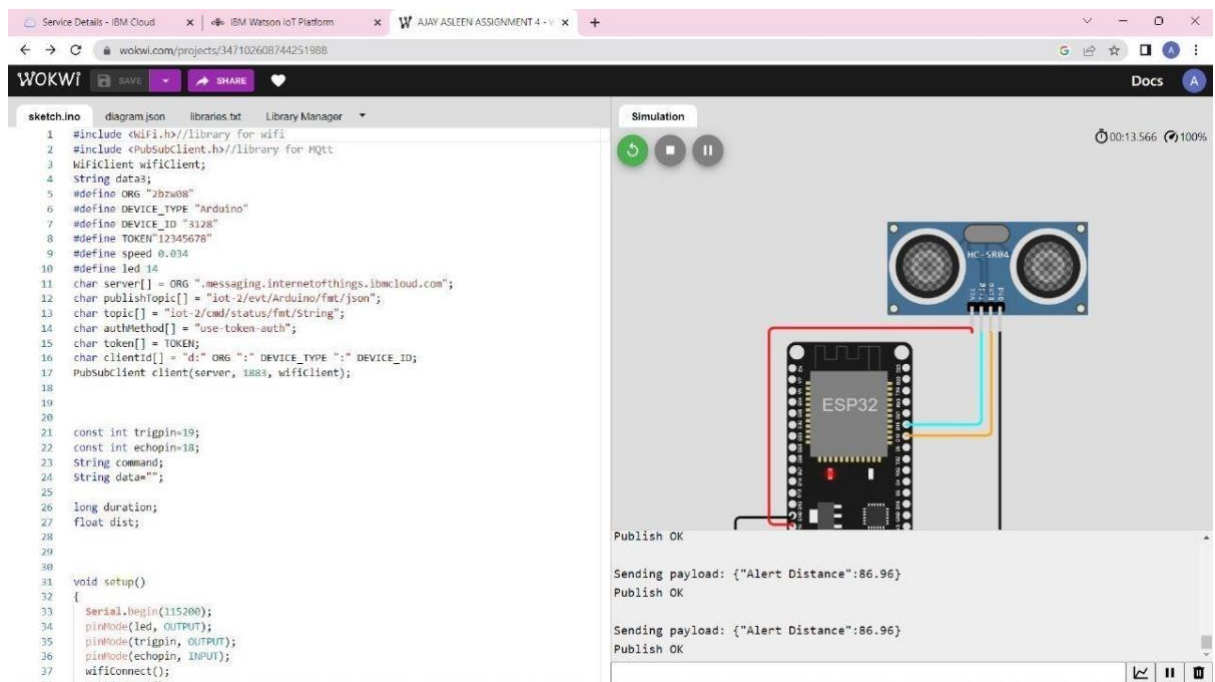 Service Details - IBM Cloud
IBM Watson IoT Platform
AJAY ASLEEN ASSIGNMENT 4 - W
wokwi.com/projects/347102608744251988
WOKWI
SAVE
SHARE
Docs
A
sketch.ino diagram.json libraries.txt Library Manager
1 #include <WiFi.h>//library for wifi
2 #include <PubSubClient.h>//library for MQtt
3 WiFiClient wifiClient;
4 String data3;
5 #define ORG "2bzw08"
6 #define DEVICE_TYPE "Arduino"
7 #define DEVICE_ID "3128"
8 #define TOKEN"12345678"
9 #define speed 0.034
10 #define led 14
11 char server[] = ORG ".messaging.internetofthings.ibmcloud.com";
12 char publishTopic[] = "iot-2/evt/Arduino/fmt/json";
13 char topic[] = "iot-2/cmd/status/fmt/String";
14 char authMethod[] = "use-token-auth";
15 char token[] = TOKEN;
16 char clientId[] = "d:" ORG ":" DEVICE_TYPE ":" DEVICE_ID;
17 PubSubClient client(server, 1883, wifiClient);
18
19
20
21 const int trigpin=19;
22 const int echopin=18;
23 String command;
24 String data="";
25
26 long duration;
27 float dist;
28
29
30
31 void setup()
32 {
33 Serial.begin(115200);
34 pinMode(led, OUTPUT);
35 pinMode(trigpin, OUTPUT);
36 pinMode(echopin, INPUT);
37 wifiConnect();
Simulation
00:13.566 100%
HC-SR04
Vcc
Trig
Echo
Gnd
ESP32
Publish OK
Sending payload: {"Alert Distance":86.96}
Publish OK
Sending payload: {"Alert Distance":86.96}
Publish OK